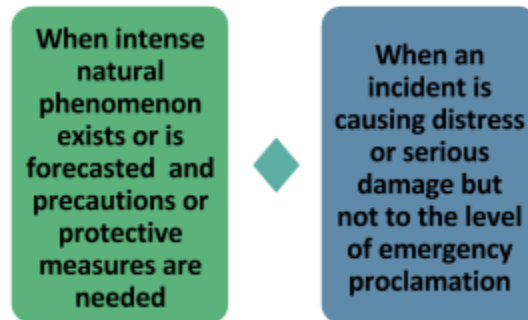 When intense
natural
phenomenon
exists or is
forecasted and
precautions or
protective
measures are
needed
When an
incident is
causing distress
or serious
damage but
not to the level
of emergency
proclamation